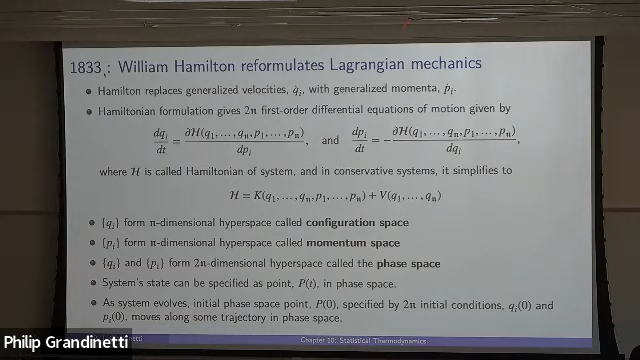 1833: William Hamilton reformulates Lagrangian mechanics
Hamilton replaces generalized velocities, q̇ᵢ, with generalized momenta, ṗᵢ.
Hamiltonian formulation gives 2n first-order differential equations of motion given by
dqᵢ/dt = ∂ℋ(q₁, …, qₙ, p₁, …, pₙ)/dpᵢ, and dpᵢ/dt = −∂ℋ(q₁, …, qₙ, p₁, …, pₙ)/dqᵢ,
where ℋ is called Hamiltonian of system, and in conservative systems, it simplifies to
ℋ = K(q₁, …, qₙ, p₁, …, pₙ) + V(q₁, …, qₙ)
{qᵢ} form n-dimensional hyperspace called configuration space
{pᵢ} form n-dimensional hyperspace called momentum space
{qᵢ} and {pᵢ} form 2n-dimensional hyperspace called the phase space
System's state can be specified as point, P(t), in phase space.
As system evolves, initial phase space point, P(0), specified by 2n initial conditions, qᵢ(0) and
pᵢ(0), moves along some trajectory in phase space.
Philip Grandinetti
Chapter 10: Statistical Thermodynamics